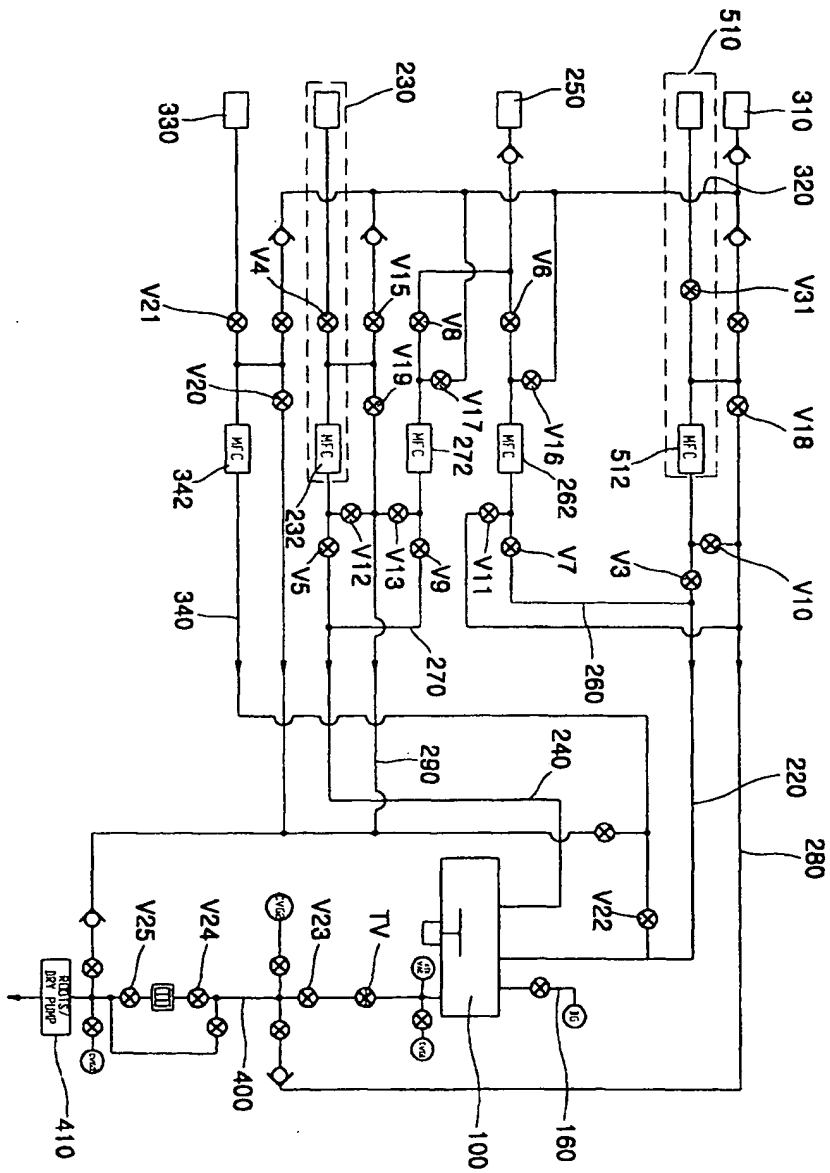 310
V18
V10
280
320
220
510
V31
512
V3
MFC
260
V22
160
250
V6
V16
262
V7
MFC
240
100
272
V17
V11
V8
V9
MFC
270
TV
230
V15
V19
V13
290
V12
V4
232
V5
MFC
V23
CVG2
400
330
V21
V20
MFC
342
340
V24
V25
ROOTS/
DRY PUMP
410